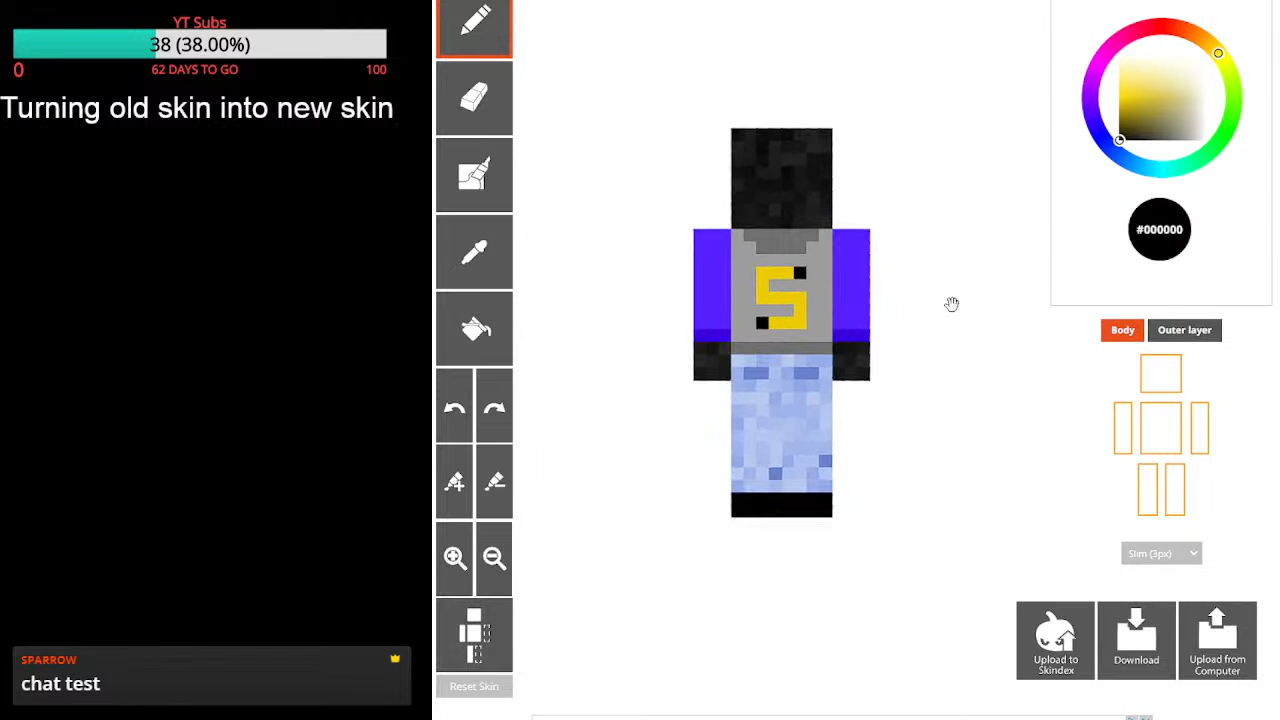 YT Subs
38 (38.00%)
0 62 DAYS TO GO 100
Turning old skin into new skin
SPARROW
chat test
Reset Skin
S
#000000
Body Outer layer
Slim (3px)
Upload to Skindex
Download
Upload from Computer